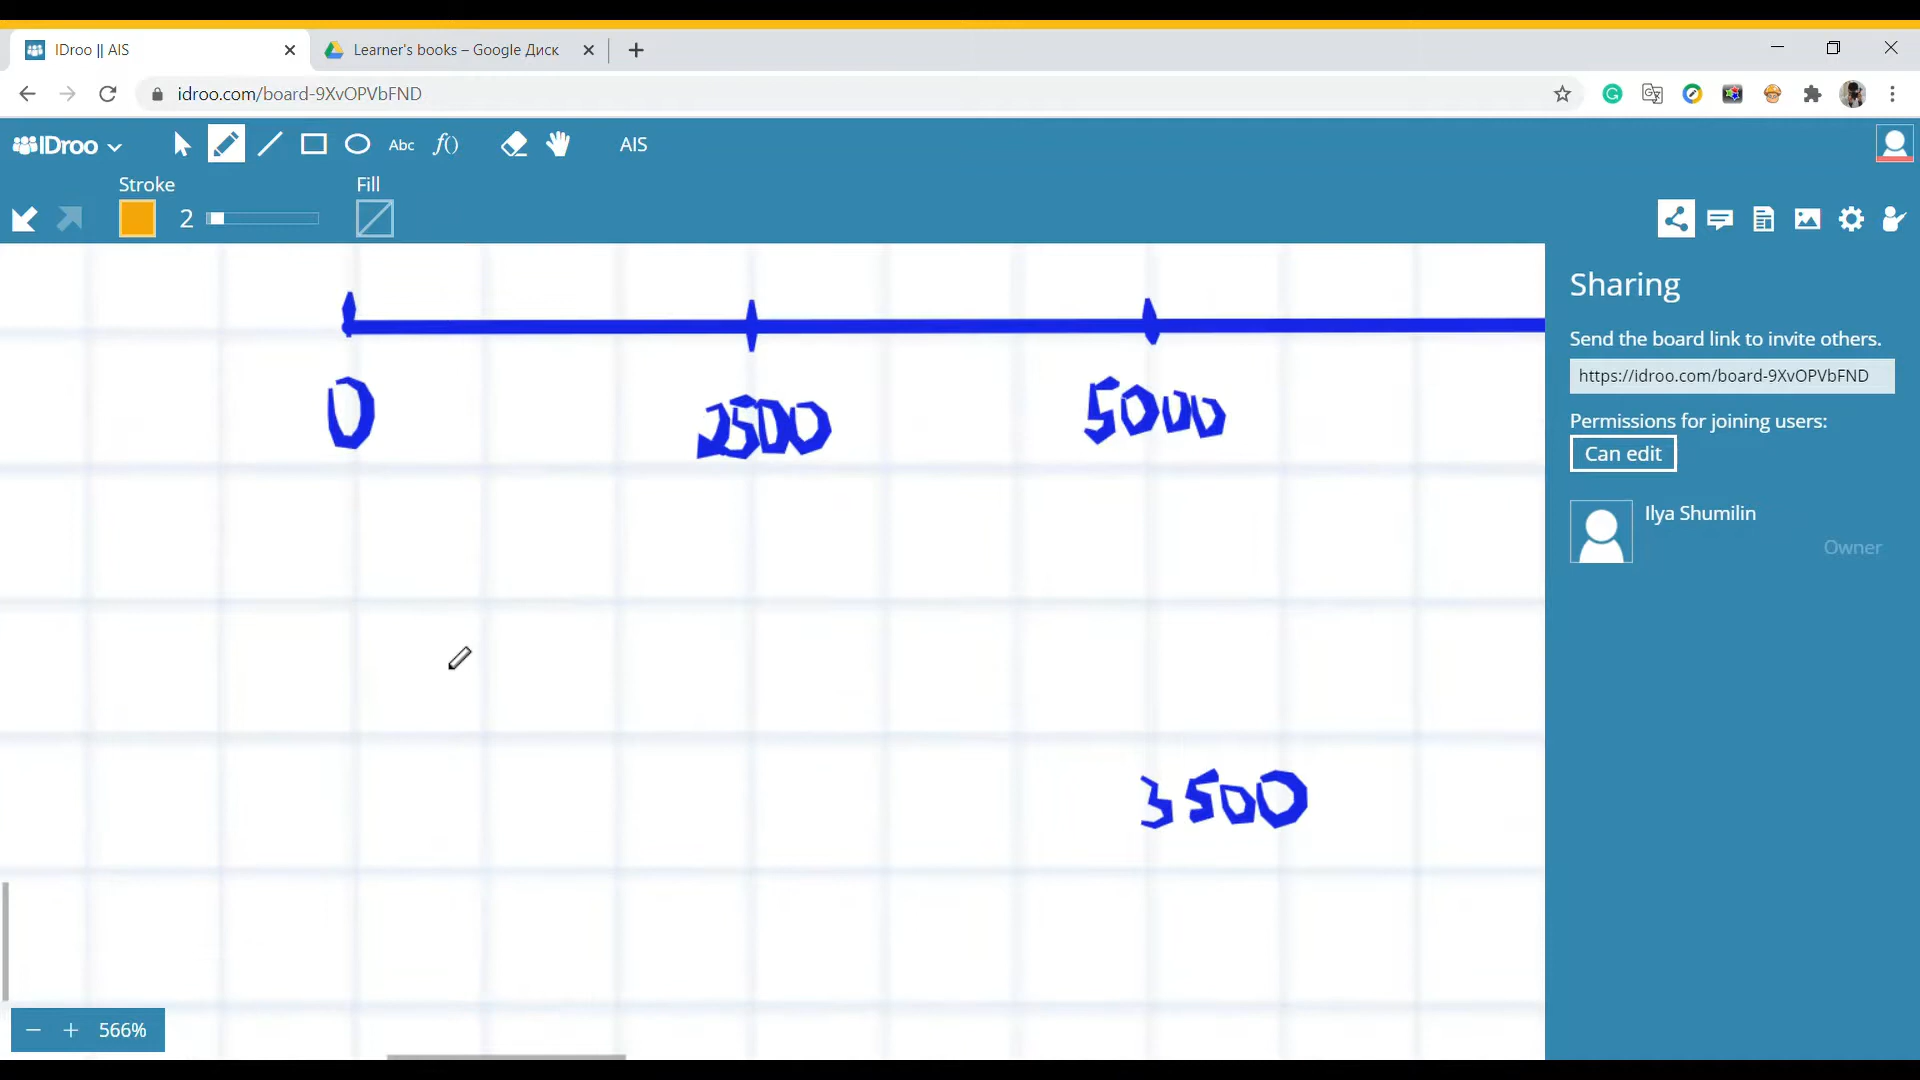 IDroo || AIS
Learner's books – Google Диск
idroo.com/board-9XvOPVbFND
IDroo
Abc
f()
AIS
Stroke
Fill
2
0
2500
5000
3500
566%
Sharing
Send the board link to invite others.
https://idroo.com/board-9XvOPVbFND
Permissions for joining users:
Can edit
Ilya Shumilin
Owner